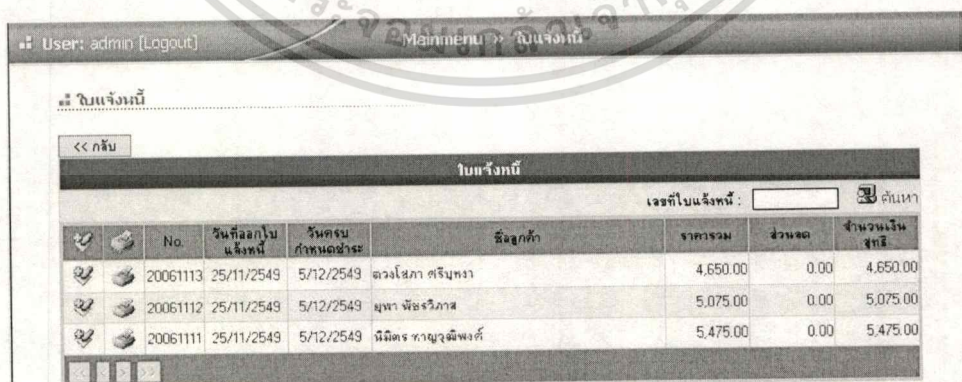 User: admin [Logout]
Mainmenu » ใบแจ้งหนี้
ใบแจ้งหนี้
<< กลับ
ใบแจ้งหนี้
เลขที่ใบแจ้งหนี้ : ค้นหา
No. วันที่ออกใบแจ้งหนี้ วันครบกำหนดชำระ ชื่อลูกค้า ราคารวม ส่วนลด จำนวนเงินสุทธิ
20061113 25/11/2549 5/12/2549 ดวงโสภา ศรีบุหงา 4,650.00 0.00 4,650.00
20061112 25/11/2549 5/12/2549 ยุพา พัชรวิภาส 5,075.00 0.00 5,075.00
20061111 25/11/2549 5/12/2549 นิมิตร หาญวุฒิพงศ์ 5,475.00 0.00 5,475.00
<< < > >>